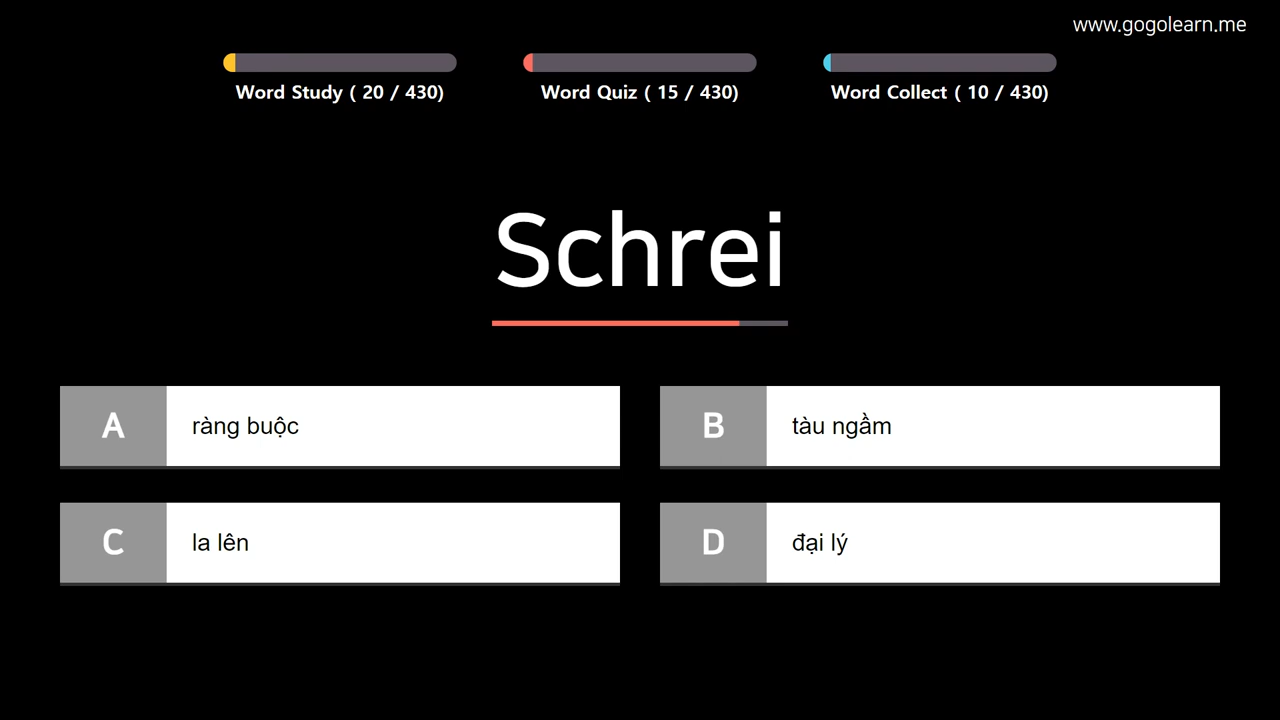 www.gogolearn.me
Word Study ( 20 / 430)
Word Quiz ( 15 / 430)
Word Collect ( 10 / 430)
Schrei
A ràng buộc
B tàu ngầm
C la lên
D đại lý